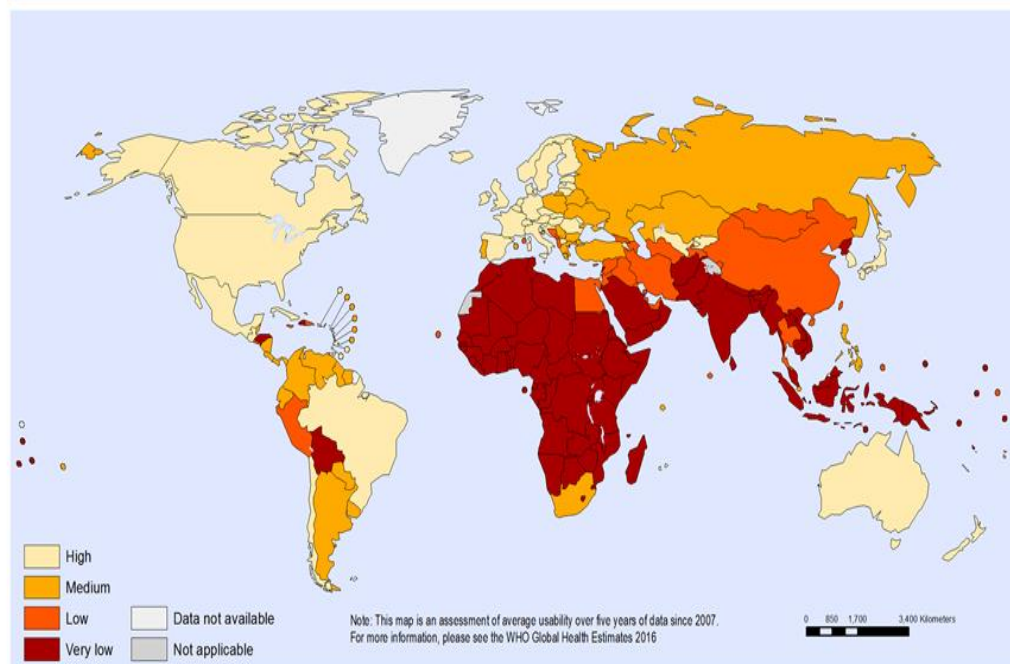 High
Medium
Low
Very low
Data not available
Not applicable
Note: This map is an assessment of average usability over five years of data since 2007.
For more information, please see the WHO Global Health Estimates 2016
0 850 1,700 3,400 Kilometers